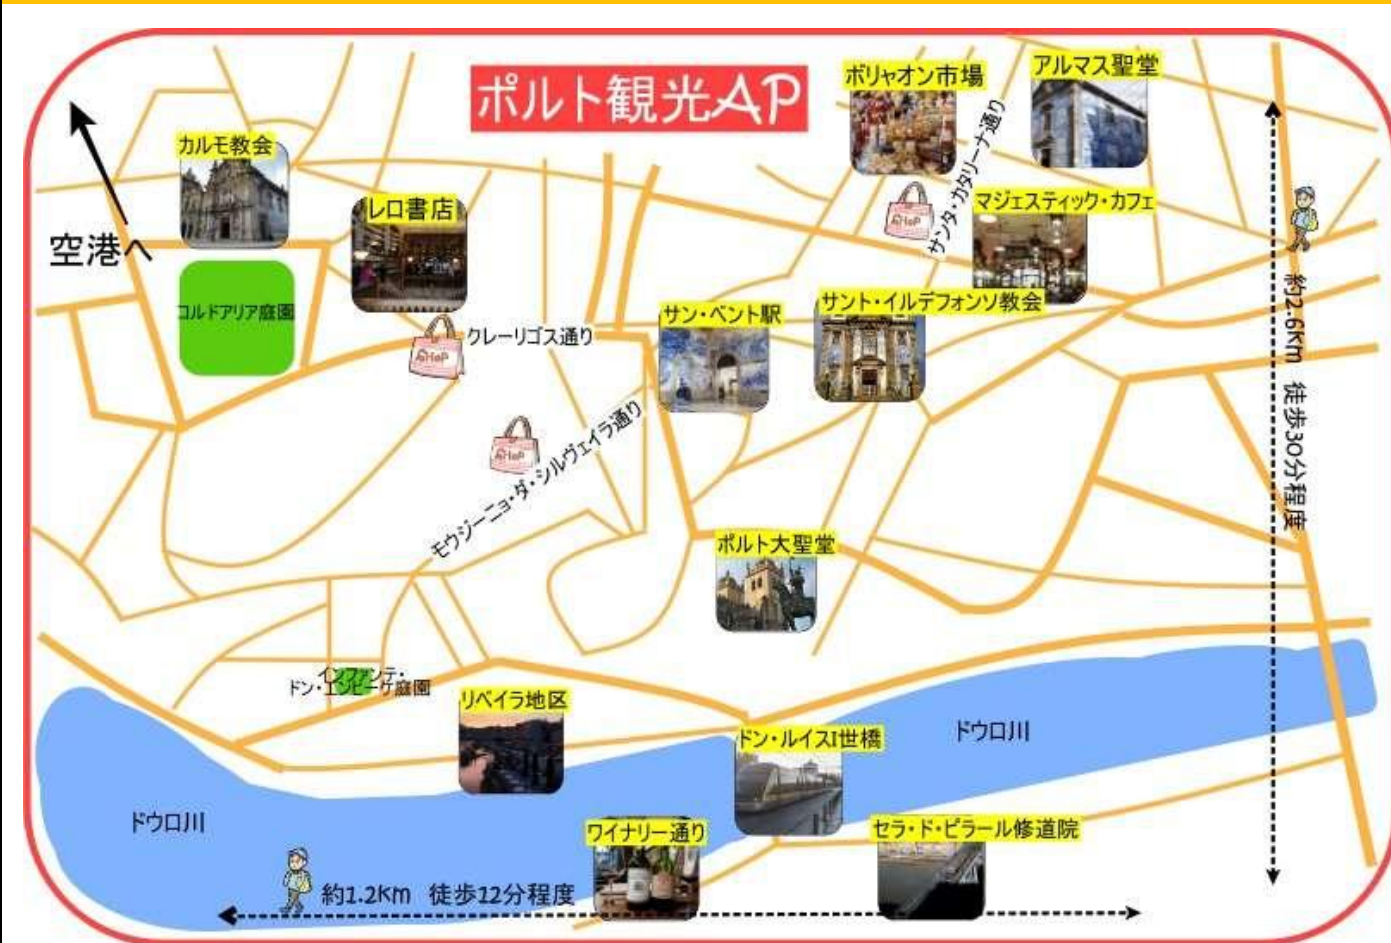 ポルト観光AP
ボリャオン市場
アルマス聖堂
カルモ教会
サンタ・カタリーナ通り
SHOP
マジェスティック・カフェ
レロ書店
空港へ
コルドアリア庭園
サン・ベント駅
サント・イルデフォンソ教会
クレーリゴス通り
SHOP
約2.6Km 徒歩30分程度
SHOP
モウジーニョ・ダ・シルヴェイラ通り
ポルト大聖堂
インファンテ・
ドン・エンヒーケ庭園
リベイラ地区
ドン・ルイスI世橋
ドウロ川
ドウロ川
ワイナリー通り
セラ・ド・ピラール修道院
約1.2Km 徒歩12分程度